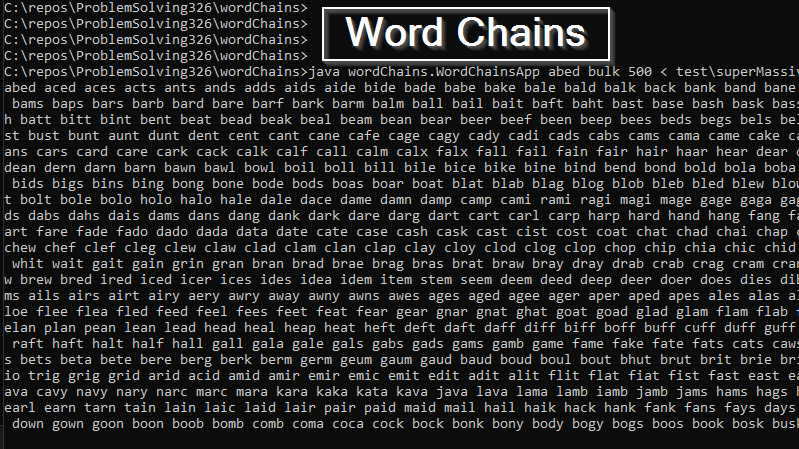 C:\repos\ProblemSolving326\wordChains>
C:\repos\ProblemSolving326\wordChains>
C:\repos\ProblemSolving326\wordChains>
C:\repos\ProblemSolving326\wordChains>
Word Chains
C:\repos\ProblemSolving326\wordChains>java wordChains.WordChainsApp abed bulk 500 < test\superMassiv
abed aced aces acts ants ands adds aids aide bide bade babe bake bale bald balk back bank band bane
bams baps bars barb bard bare barf bark barm balm ball bail bait baft baht bast base bash bask bass
h batt bitt bint bent beat bead beak beal beam bean bear beer beef been beep bees beds begs bels bel
st bust bunt aunt dunt dent cent cant cane cafe cage cagy cady cadi cads cabs cams cama came cake ca
ans cars card care cark cack calk calf call calm calx falx fall fail fain fair hair haar hear dear d
dean dern darn barn bawn bawl bowl boil boll bill bile bice bike bine bind bend bond bold bola boba
bids bigs bins bing bong bone bode bods boas boar boat blat blab blag blog blob bleb bled blew blow
t bolt bole bolo holo halo hale dale dace dame damn damp camp cami rami ragi magi mage gage gaga gag
ds dabs dahs dais dams dans dang dank dark dare darg dart cart carl carp harp hard hand hang fang fa
art fare fade fado dado dada data date cate case cash cask cast cist cost coat chat chad chai chap c
chew chef clef cleg clew claw clad clam clan clap clay cloy clod clog clop chop chip chia chic chid
whit wait gait gain grin gran bran brad brae brag bras brat braw bray dray drab crab crag cram cran
w brew bred ired iced icer ices ides idea idem item stem seem deem deed deep deer doer does dies dib
ms ails airs airt airy aery awry away awny awns awes ages aged agee ager aper aped apes ales alas al
loe flee flea fled feed feel fees feet feat fear gear gnar gnat ghat goat goad glad glam flam flab f
elan plan pean lean lead head heal heap heat heft deft daft daff diff biff boff buff cuff duff guff
raft haft halt half hall gall gala gale gals gabs gads gams gamb game fame fake fate fats cats caws
s bets beta bete bere berg berk berm germ geum gaum gaud baud boud boul bout bhut brut brit brie bri
io trig grig grid arid acid amid amir emir emic emit edit adit alit flit flat fiat fist fast east ea
ava cavy navy nary narc marc mara kara kaka kata kava java lava lama lamb iamb jamb jams hams hags h
earl earn tarn tain lain laic laid lair pair paid maid mail hail haik hack hank fank fans fays days
down gown goon boon boob bomb comb coma coca cock bock bonk bony body bogy bogs boos book bosk busk